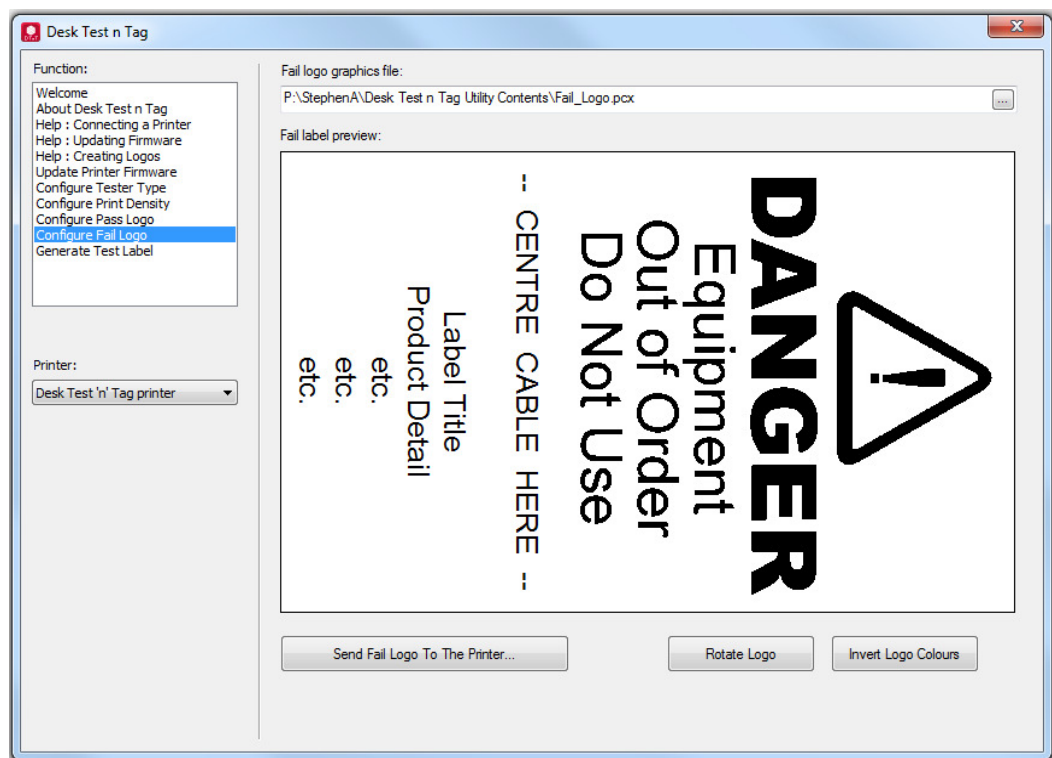 Desk Test n Tag
Function:
Welcome
About Desk Test n Tag
Help : Connecting a Printer
Help : Updating Firmware
Help : Creating Logos
Update Printer Firmware
Configure Tester Type
Configure Print Density
Configure Pass Logo
Configure Fail Logo
Generate Test Label
Printer:
Desk Test 'n' Tag printer
Fail logo graphics file:
P:\StephenA\Desk Test n Tag Utility Contents\Fail_Logo.pcx
...
Fail label preview:
!
DANGER
Equipment
Out of Order
Do Not Use
-- CENTRE CABLE HERE --
Label Title
Product Detail
etc.
etc.
etc.
Send Fail Logo To The Printer...
Rotate Logo
Invert Logo Colours